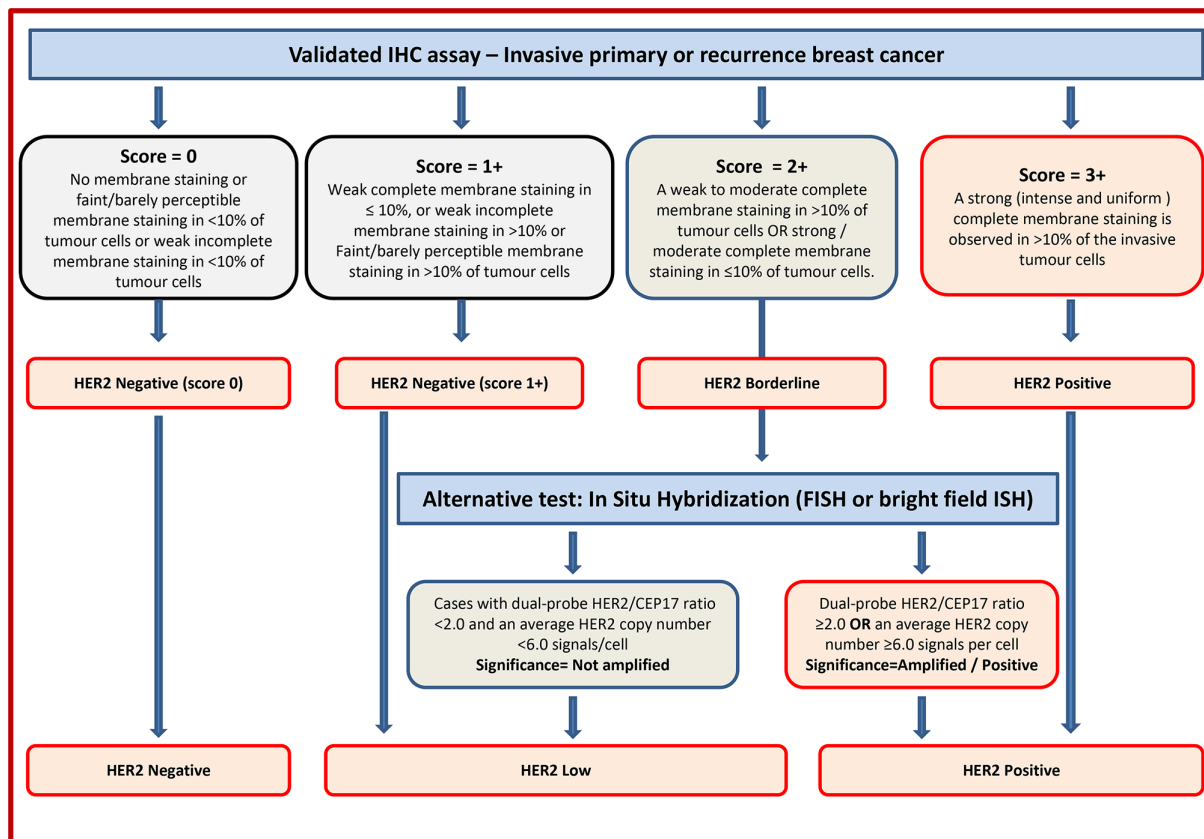 Validated IHC assay – Invasive primary or recurrence breast cancer
Score = 0
No membrane staining or
faint/barely perceptible
membrane staining in <10% of
tumour cells or weak incomplete
membrane staining in <10% of
tumour cells
Score = 1+
Weak complete membrane staining in
≤ 10%, or weak incomplete
membrane staining in >10% or
Faint/barely perceptible membrane
staining in >10% of tumour cells
Score = 2+
A weak to moderate complete
membrane staining in >10% of
tumour cells OR strong /
moderate complete membrane
staining in ≤10% of tumour cells.
Score = 3+
A strong (intense and uniform )
complete membrane staining is
observed in >10% of the invasive
tumour cells
HER2 Negative (score 0)
HER2 Negative (score 1+)
HER2 Borderline
HER2 Positive
Alternative test: In Situ Hybridization (FISH or bright field ISH)
Cases with dual-probe HER2/CEP17 ratio
<2.0 and an average HER2 copy number
<6.0 signals/cell
Significance= Not amplified
Dual-probe HER2/CEP17 ratio
≥2.0 OR an average HER2 copy
number ≥6.0 signals per cell
Significance=Amplified / Positive
HER2 Negative
HER2 Low
HER2 Positive